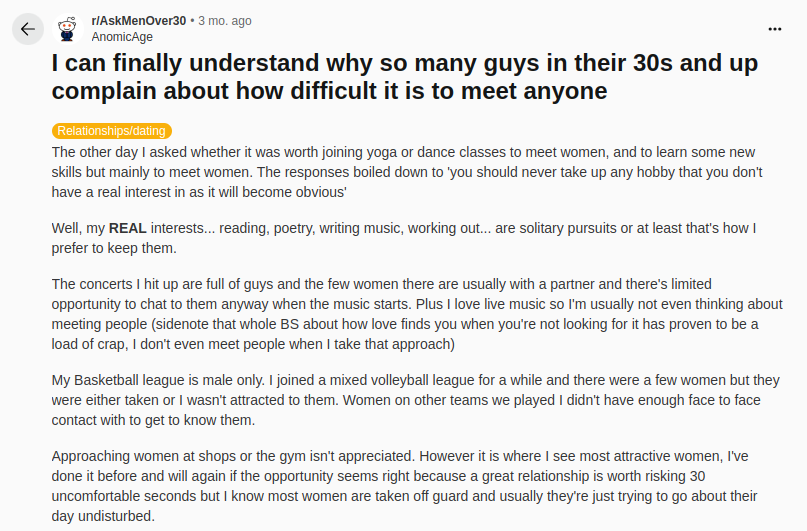 r/AskMenOver30 • 3 mo. ago
AnomicAge
I can finally understand why so many guys in their 30s and up
complain about how difficult it is to meet anyone
Relationships/dating
The other day I asked whether it was worth joining yoga or dance classes to meet women, and to learn some new
skills but mainly to meet women. The responses boiled down to 'you should never take up any hobby that you don't
have a real interest in as it will become obvious'
Well, my REAL interests... reading, poetry, writing music, working out... are solitary pursuits or at least that's how I
prefer to keep them.
The concerts I hit up are full of guys and the few women there are usually with a partner and there's limited
opportunity to chat to them anyway when the music starts. Plus I love live music so I'm usually not even thinking about
meeting people (sidenote that whole BS about how love finds you when you're not looking for it has proven to be a
load of crap, I don't even meet people when I take that approach)
My Basketball league is male only. I joined a mixed volleyball league for a while and there were a few women but they
were either taken or I wasn't attracted to them. Women on other teams we played I didn't have enough face to face
contact with to get to know them.
Approaching women at shops or the gym isn't appreciated. However it is where I see most attractive women, I've
done it before and will again if the opportunity seems right because a great relationship is worth risking 30
uncomfortable seconds but I know most women are taken off guard and usually they're just trying to go about their
day undisturbed.